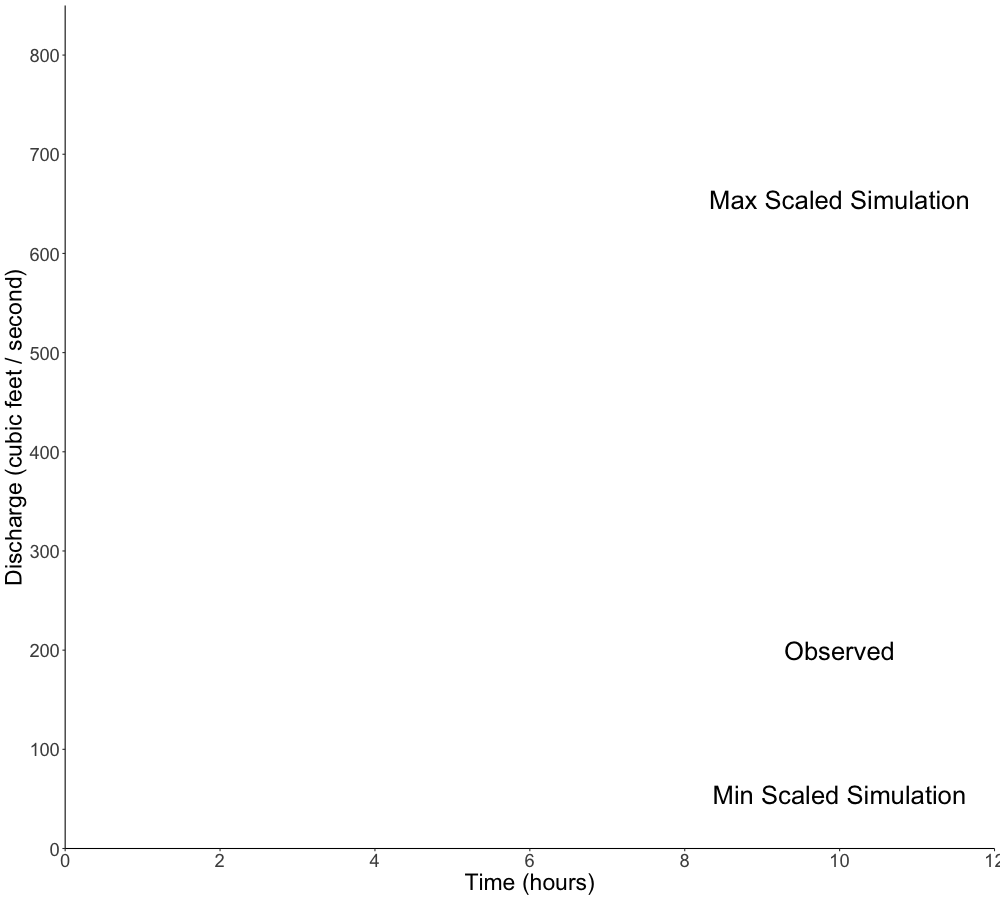 800
700
Max Scaled Simulation
600
Discharge (cubic feet / second)
500
400
300
200
Observed
100
Min Scaled Simulation
0
0 2 4 6 8 10 12
Time (hours)